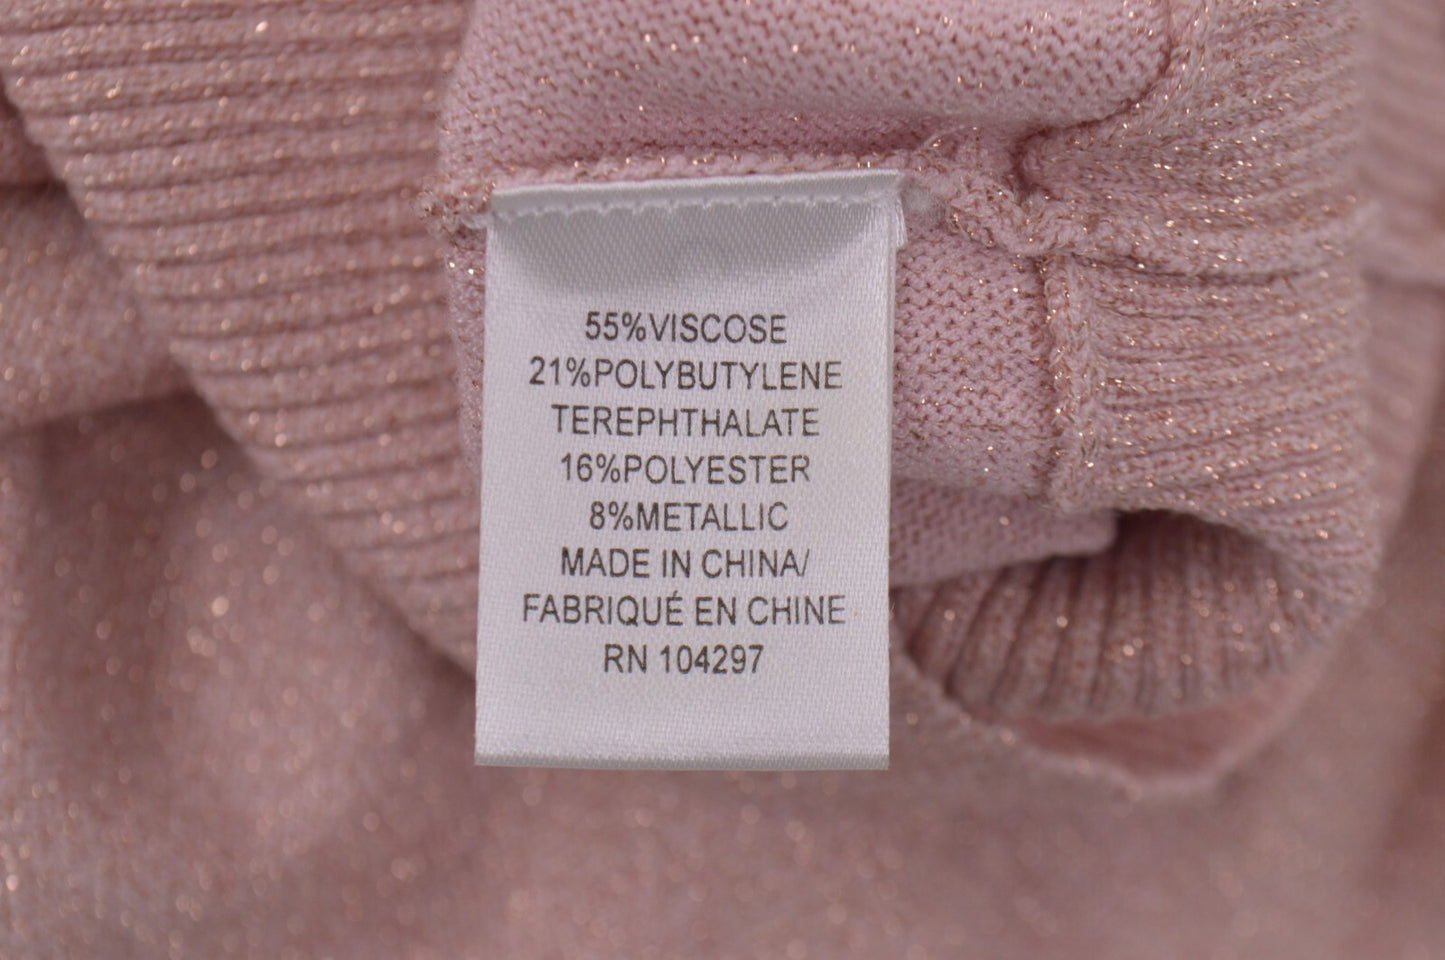 55%VISCOSE
21%POLYBUTYLENE
TEREPHTHALATE
16%POLYESTER
8%METALLIC
MADE IN CHINA/
FABRIQUÉ EN CHINE
RN 104297